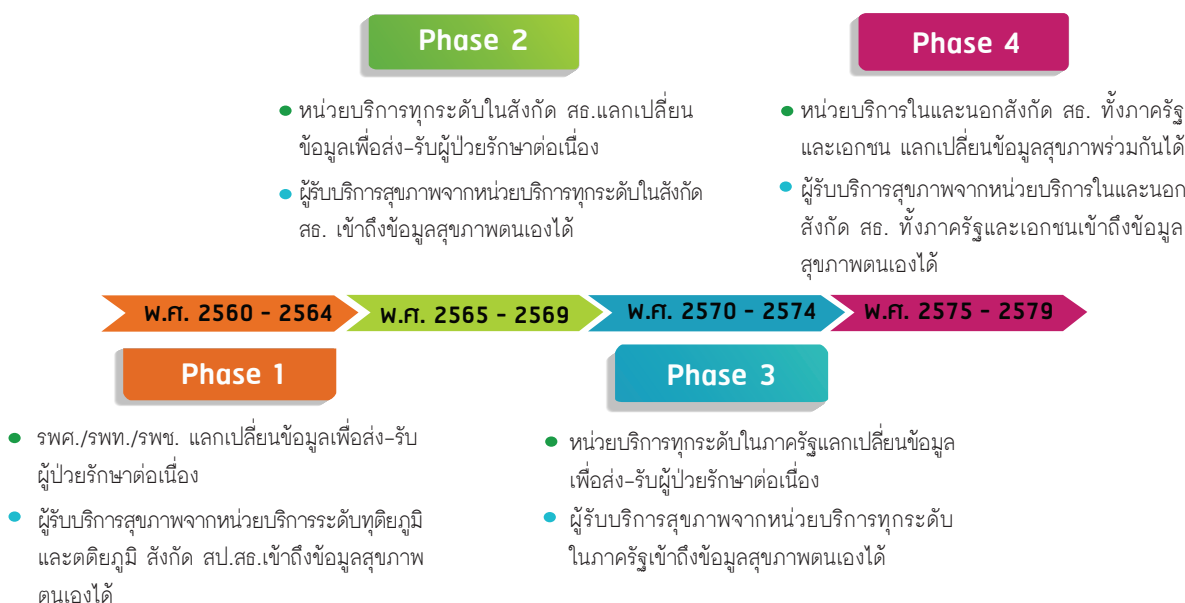 Phase 2
หน่วยบริการทุกระดับในสังกัด สธ.แลกเปลี่ยน
ข้อมูลเพื่อส่ง-รับผู้ป่วยรักษาต่อเนื่อง
ผู้รับบริการสุขภาพจากหน่วยบริการทุกระดับในสังกัด
สธ. เข้าถึงข้อมูลสุขภาพตนเองได้
Phase 4
หน่วยบริการในและนอกสังกัด สธ. ทั้งภาครัฐ
และเอกชน แลกเปลี่ยนข้อมูลสุขภาพร่วมกันได้
ผู้รับบริการสุขภาพจากหน่วยบริการในและนอก
สังกัด สธ. ทั้งภาครัฐและเอกชนเข้าถึงข้อมูล
สุขภาพตนเองได้
พ.ศ. 2560 - 2564
พ.ศ. 2565 - 2569
พ.ศ. 2570 - 2574
พ.ศ. 2575 - 2579
Phase 1
รพศ./รพท./รพช. แลกเปลี่ยนข้อมูลเพื่อส่ง-รับ
ผู้ป่วยรักษาต่อเนื่อง
ผู้รับบริการสุขภาพจากหน่วยบริการระดับทุติยภูมิ
และตติยภูมิ สังกัด สป.สธ.เข้าถึงข้อมูลสุขภาพ
ตนเองได้
Phase 3
หน่วยบริการทุกระดับในภาครัฐแลกเปลี่ยนข้อมูล
เพื่อส่ง-รับผู้ป่วยรักษาต่อเนื่อง
ผู้รับบริการสุขภาพจากหน่วยบริการทุกระดับ
ในภาครัฐเข้าถึงข้อมูลสุขภาพตนเองได้